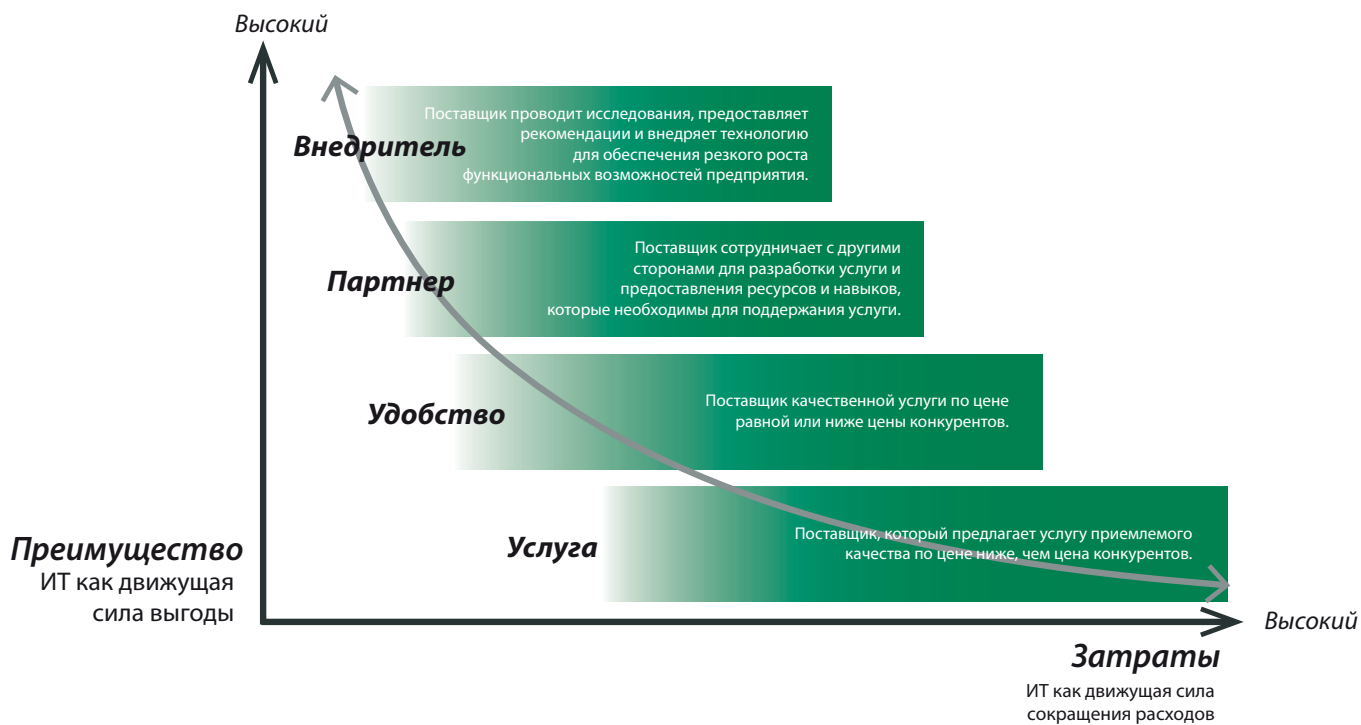 Высокий
Поставщик проводит исследования, предоставляет
рекомендации и внедряет технологию
для обеспечения резкого роста
функциональных возможностей предприятия.
Внедритель
Поставщик сотрудничает с другими
сторонами для разработки услуги и
предоставления ресурсов и навыков,
которые необходимы для поддержания услуги.
Партнер
Поставщик качественной услуги по цене
равной или ниже цены конкурентов.
Удобство
Поставщик, который предлагает услугу приемлемого
качества по цене ниже, чем цена конкурентов.
Услуга
Преимущество
ИТ как движущая
сила выгоды
Высокий
Затраты
ИТ как движущая сила
сокращения расходов